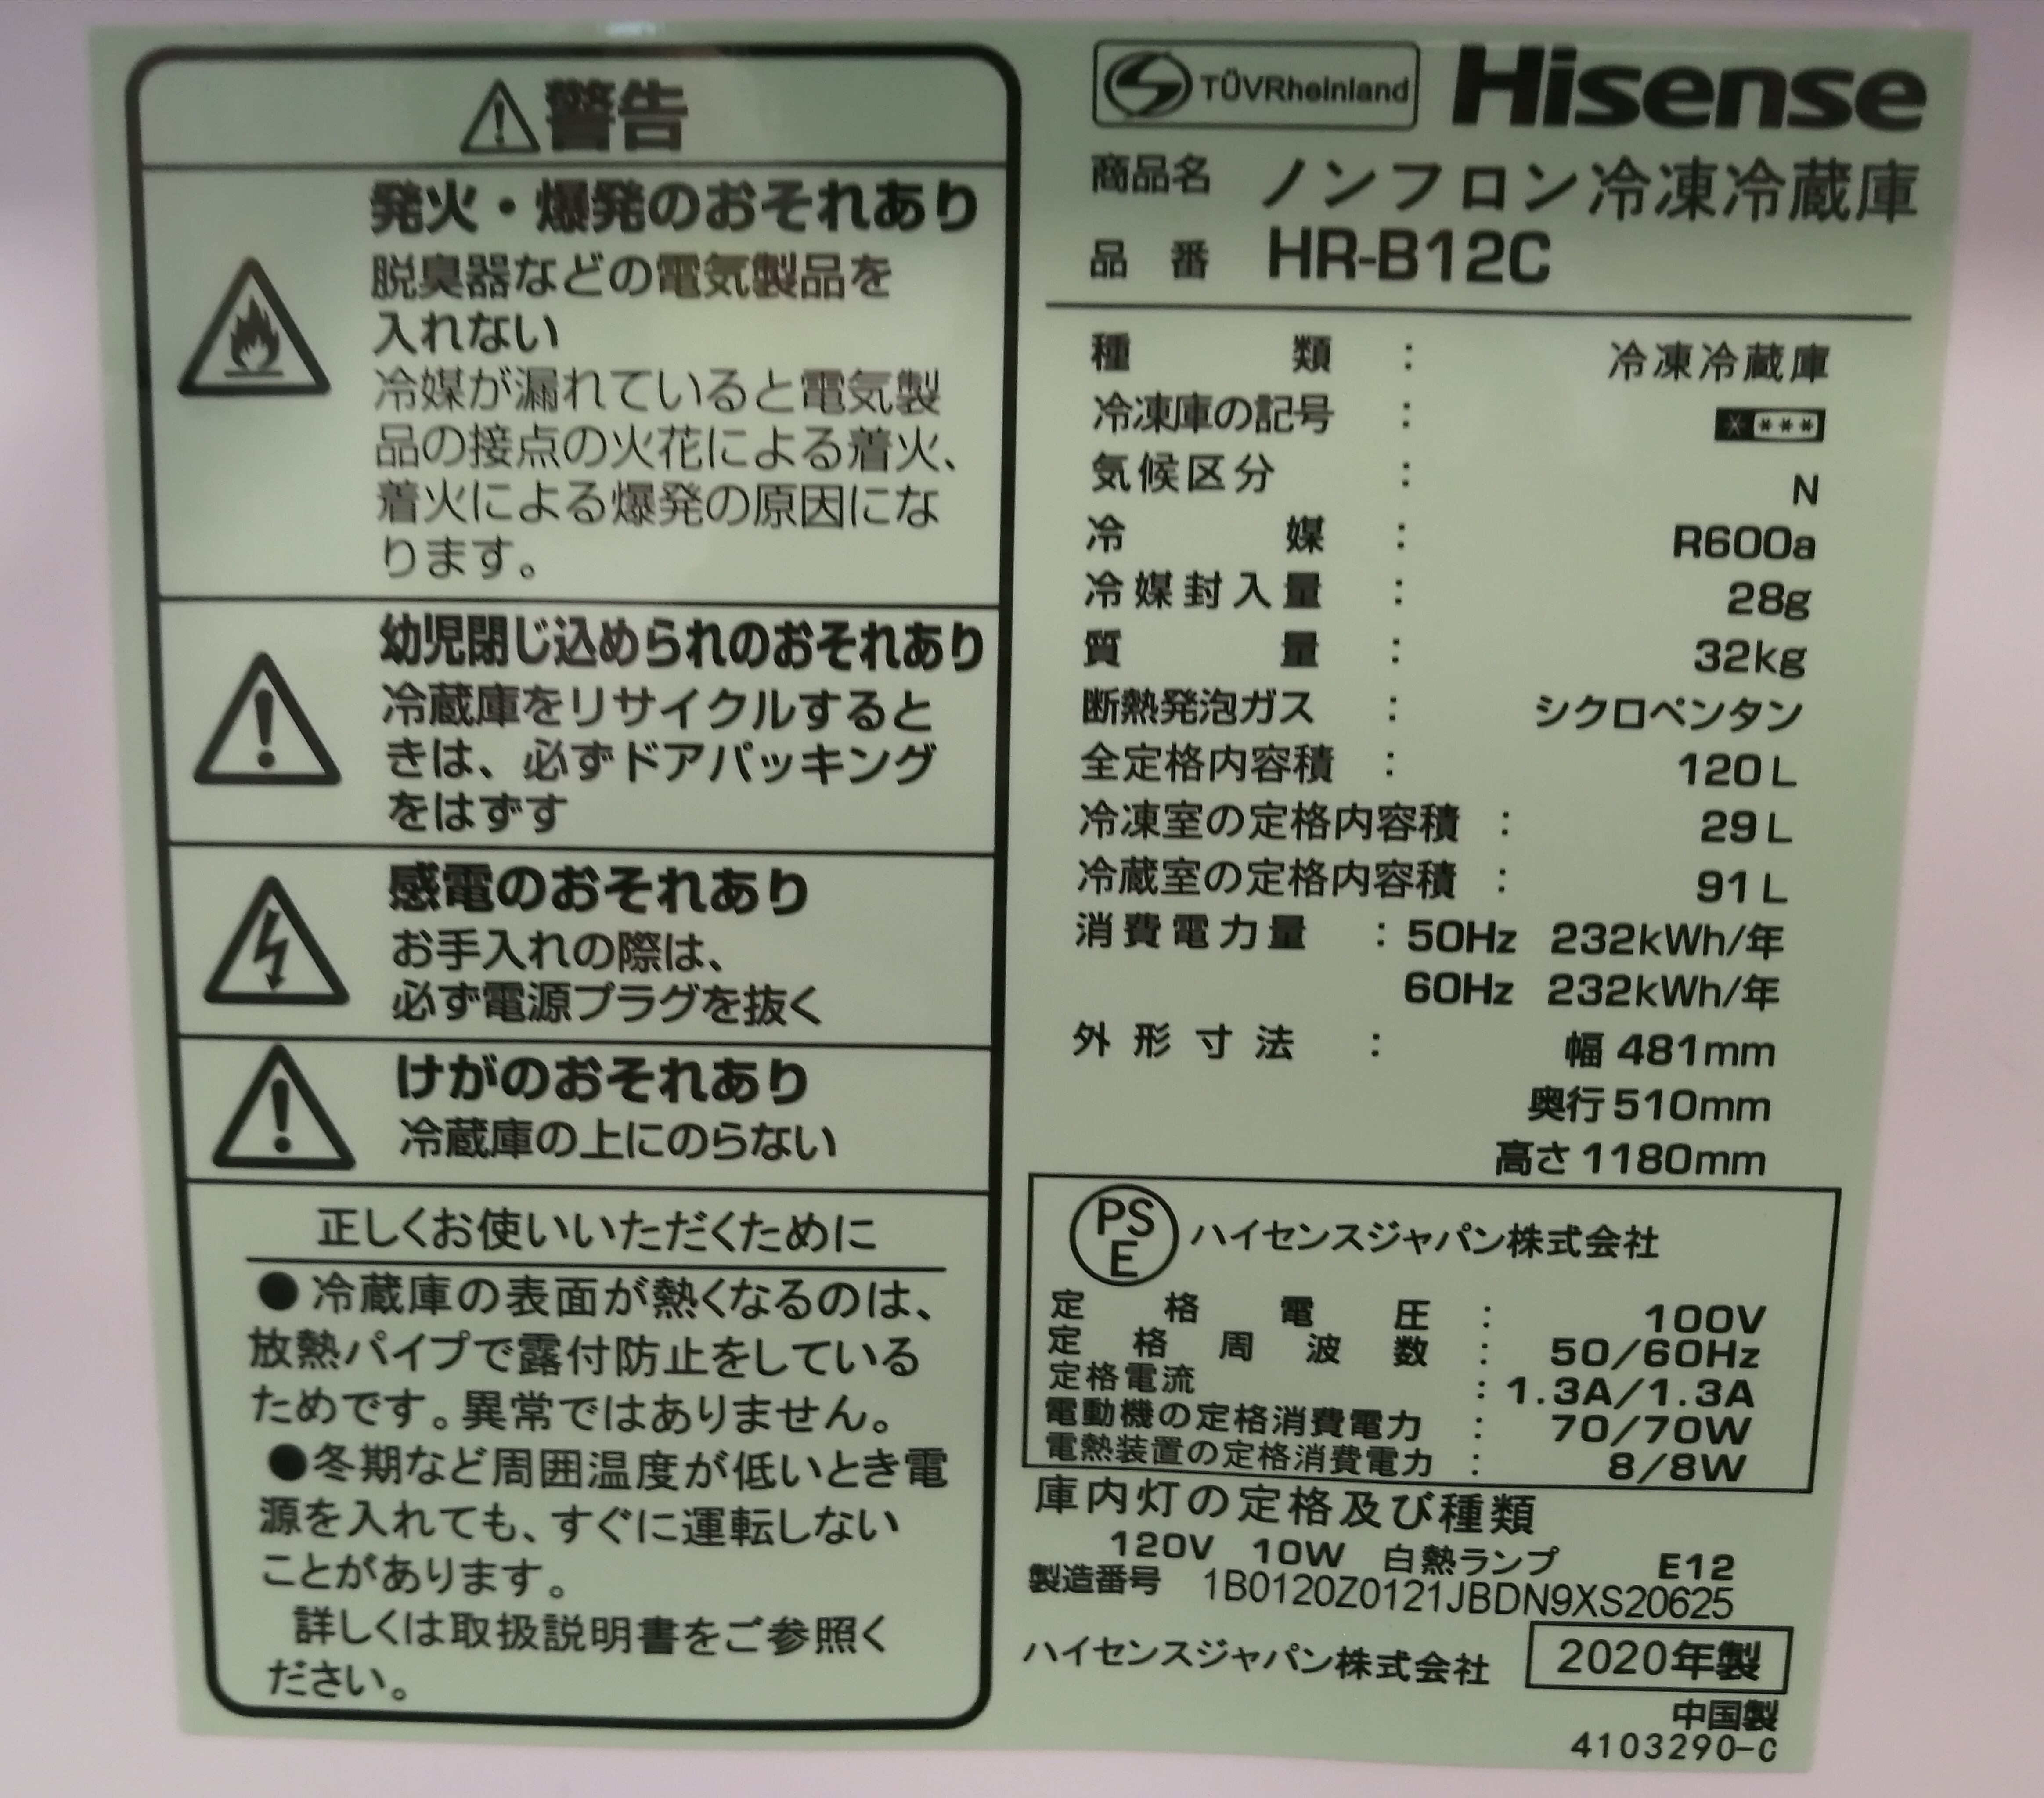 警告
発火・爆発のおそれあり
脱臭器などの電気製品を
入れない
冷媒が漏れていると電気製
品の接点の火花による着火、
着火による爆発の原因にな
ります。
幼児閉じ込められのおそれあり
冷蔵庫をリサイクルすると
きは、必ずドアパッキング
をはずす
感電のおそれあり
お手入れの際は、
必ず電源プラグを抜く
けがのおそれあり
冷蔵庫の上にのらない
正しくお使いいただくために
●冷蔵庫の表面が熱くなるのは、
放熱パイプで露付防止をしている
ためです。異常ではありません。
●冬期など周囲温度が低いとき電
源を入れても、すぐに運転しない
ことがあります。
詳しくは取扱説明書をご参照く
ださい。
TÜVRheinland Hisense
商品名 ノンフロン冷凍冷蔵庫
品番 HR-B12C
種類 : 冷凍冷蔵庫
冷凍庫の記号 : * ***
気候区分 : N
冷媒 : R600a
冷媒封入量 : 28g
質量 : 32kg
断熱発泡ガス : シクロペンタン
全定格内容積 : 120L
冷凍室の定格内容積 : 29L
冷蔵室の定格内容積 : 91L
消費電力量 : 50Hz 232kWh/年
60Hz 232kWh/年
外形寸法 : 幅 481mm
奥行 510mm
高さ 1180mm
PSE ハイセンスジャパン株式会社
定格電圧 : 100V
定格周波数 : 50/60Hz
定格電流 : 1.3A/1.3A
電動機の定格消費電力 : 70/70W
電熱装置の定格消費電力 : 8/8W
庫内灯の定格及び種類
120V 10W 白熱ランプ E12
製造番号 1B0120Z0121JBDN9XS20625
ハイセンスジャパン株式会社 2020年製
中国製
4103290-C